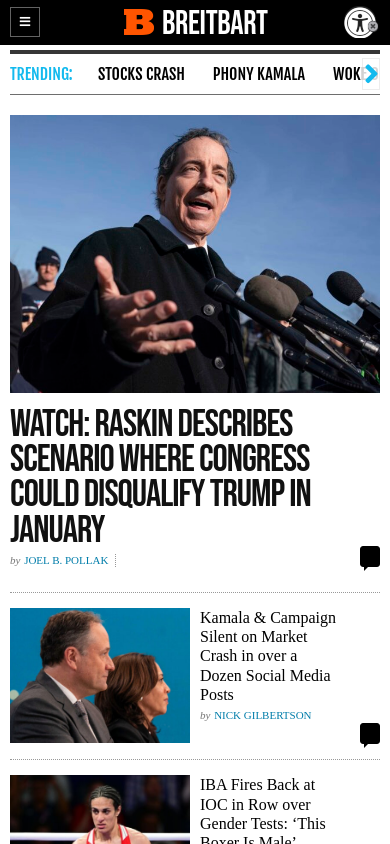 BREITBART
TRENDING: STOCKS CRASH PHONY KAMALA WOK
WATCH: RASKIN DESCRIBES
SCENARIO WHERE CONGRESS
COULD DISQUALIFY TRUMP IN
JANUARY
by JOEL B. POLLAK
Kamala & Campaign
Silent on Market
Crash in over a
Dozen Social Media
Posts
by NICK GILBERTSON
IBA Fires Back at
IOC in Row over
Gender Tests: ‘This
Boxer Is Male’